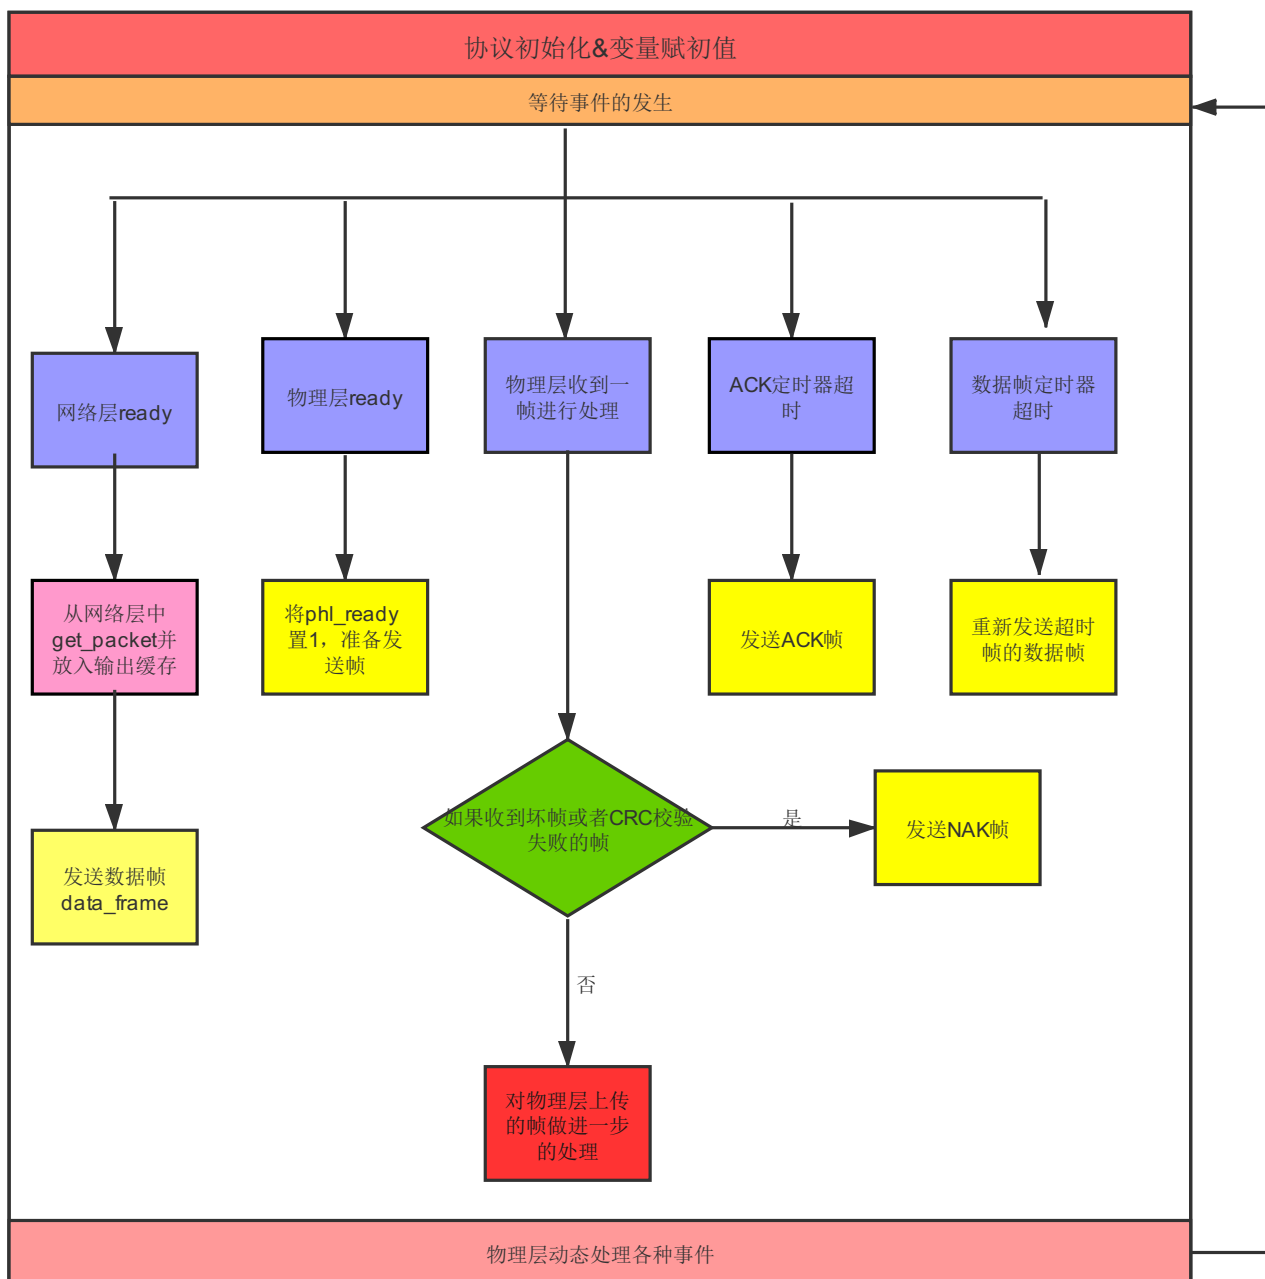 协议初始化&变量赋初值
等待事件的发生
网络层ready
物理层ready
物理层收到一
帧进行处理
ACK定时器超
时
数据帧定时器
超时
从网络层中
get_packet并
放入输出缓存
将phl_ready
置1，准备发
送帧
发送ACK帧
重新发送超时
帧的数据帧
如果收到坏帧或者CRC校验
失败的帧
是
发送NAK帧
发送数据帧
data_frame
否
对物理层上传
的帧做进一步
的处理
物理层动态处理各种事件